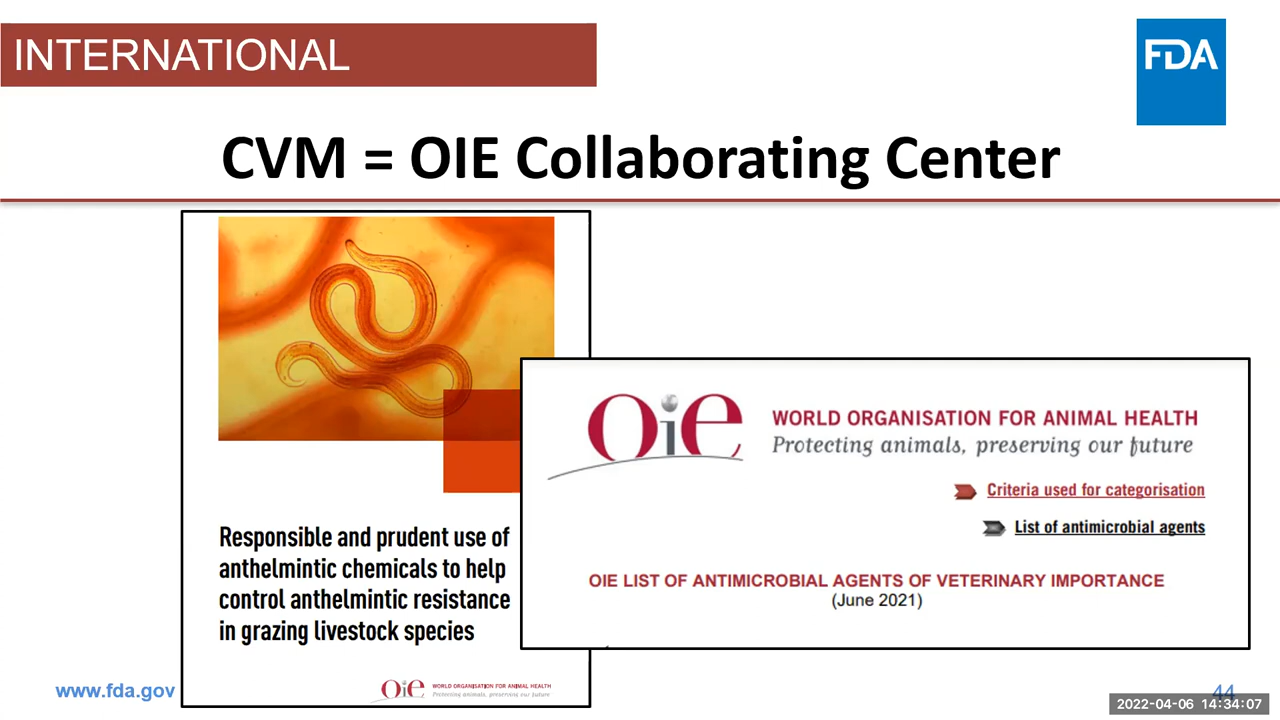 INTERNATIONAL
FDA
CVM = OIE Collaborating Center
Responsible and prudent use of
anthelmintic chemicals to help
control anthelmintic resistance
in grazing livestock species
oie WORLD ORGANISATION FOR ANIMAL HEALTH
Protecting animals, preserving our future
oie
WORLD ORGANISATION FOR ANIMAL HEALTH
Protecting animals, preserving our future
Criteria used for categorisation
List of antimicrobial agents
OIE LIST OF ANTIMICROBIAL AGENTS OF VETERINARY IMPORTANCE
(June 2021)
www.fda.gov
44
2022-04-06 14:34:07